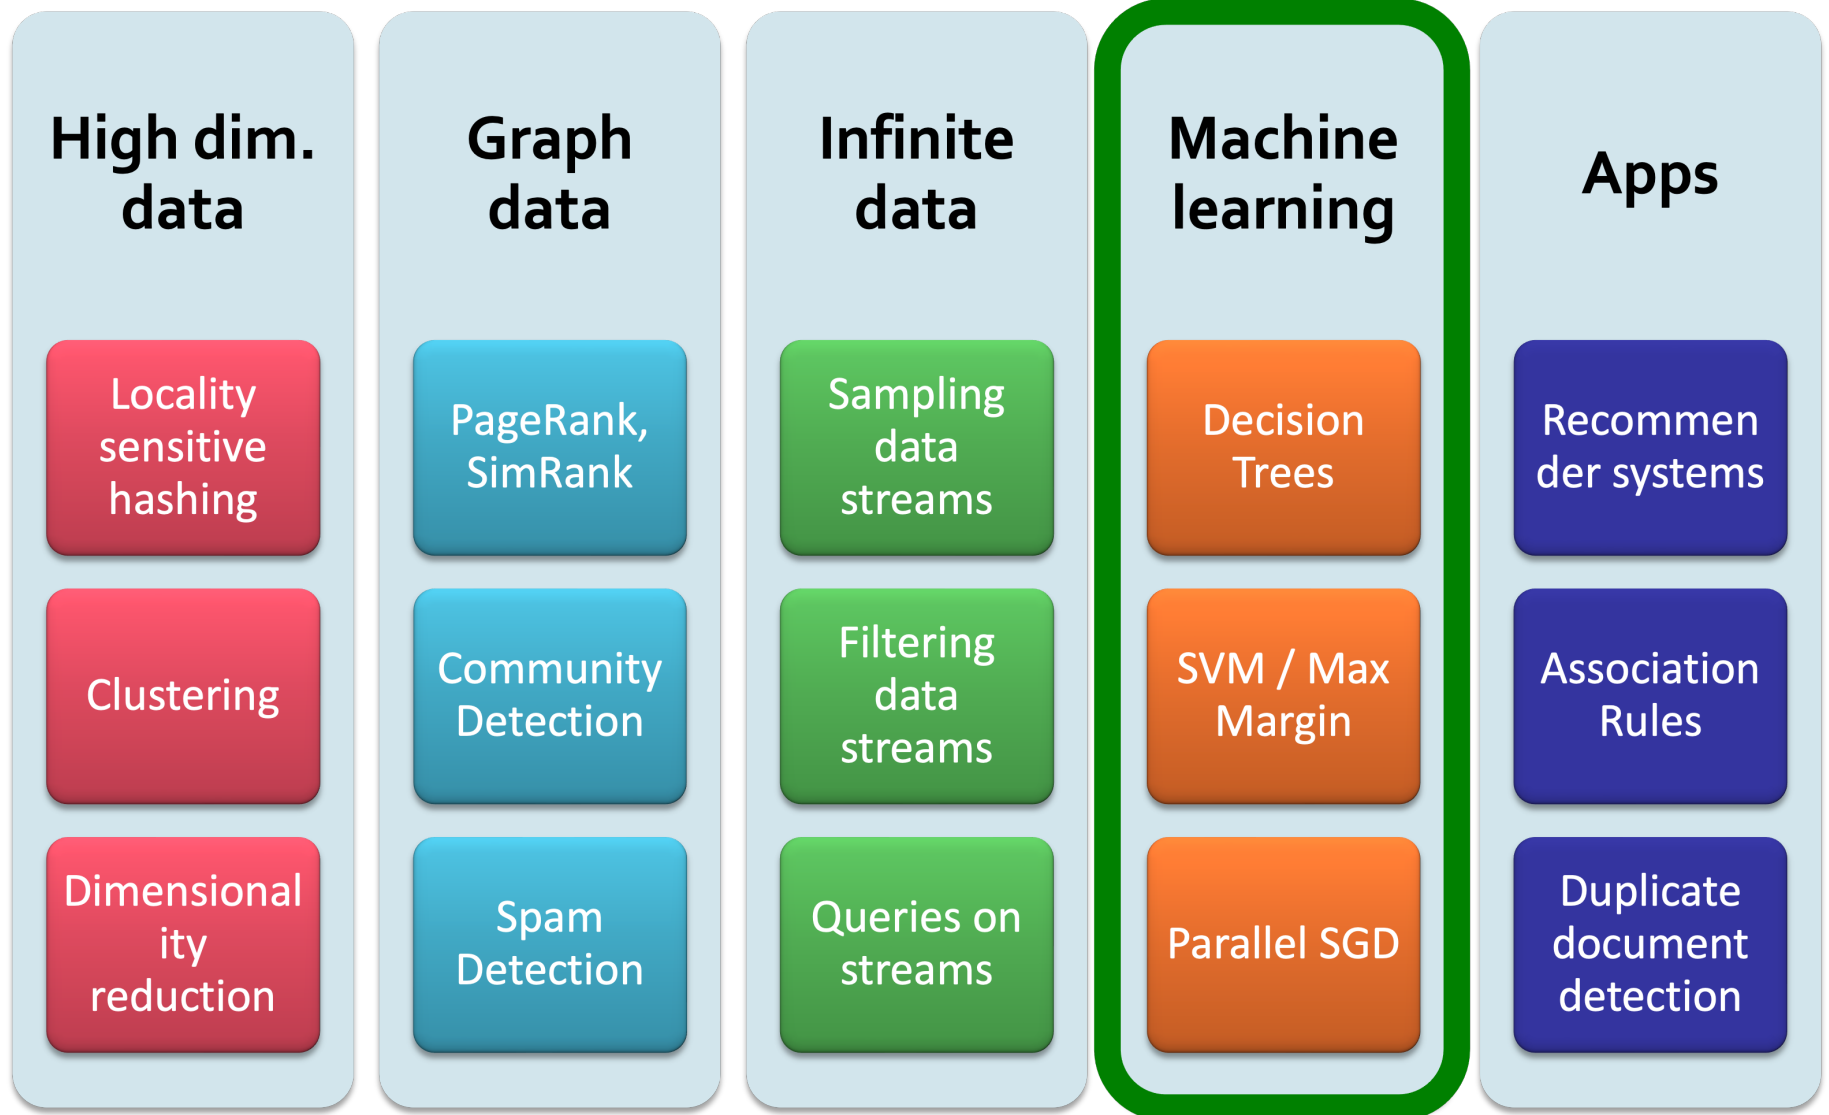 High dim.
data
Locality
sensitive
hashing
Clustering
Dimensional
ity
reduction
Graph
data
PageRank,
SimRank
Community
Detection
Spam
Detection
Infinite
data
Sampling
data
streams
Filtering
data
streams
Queries on
streams
Machine
learning
Decision
Trees
SVM / Max
Margin
Parallel SGD
Apps
Recommen
der systems
Association
Rules
Duplicate
document
detection